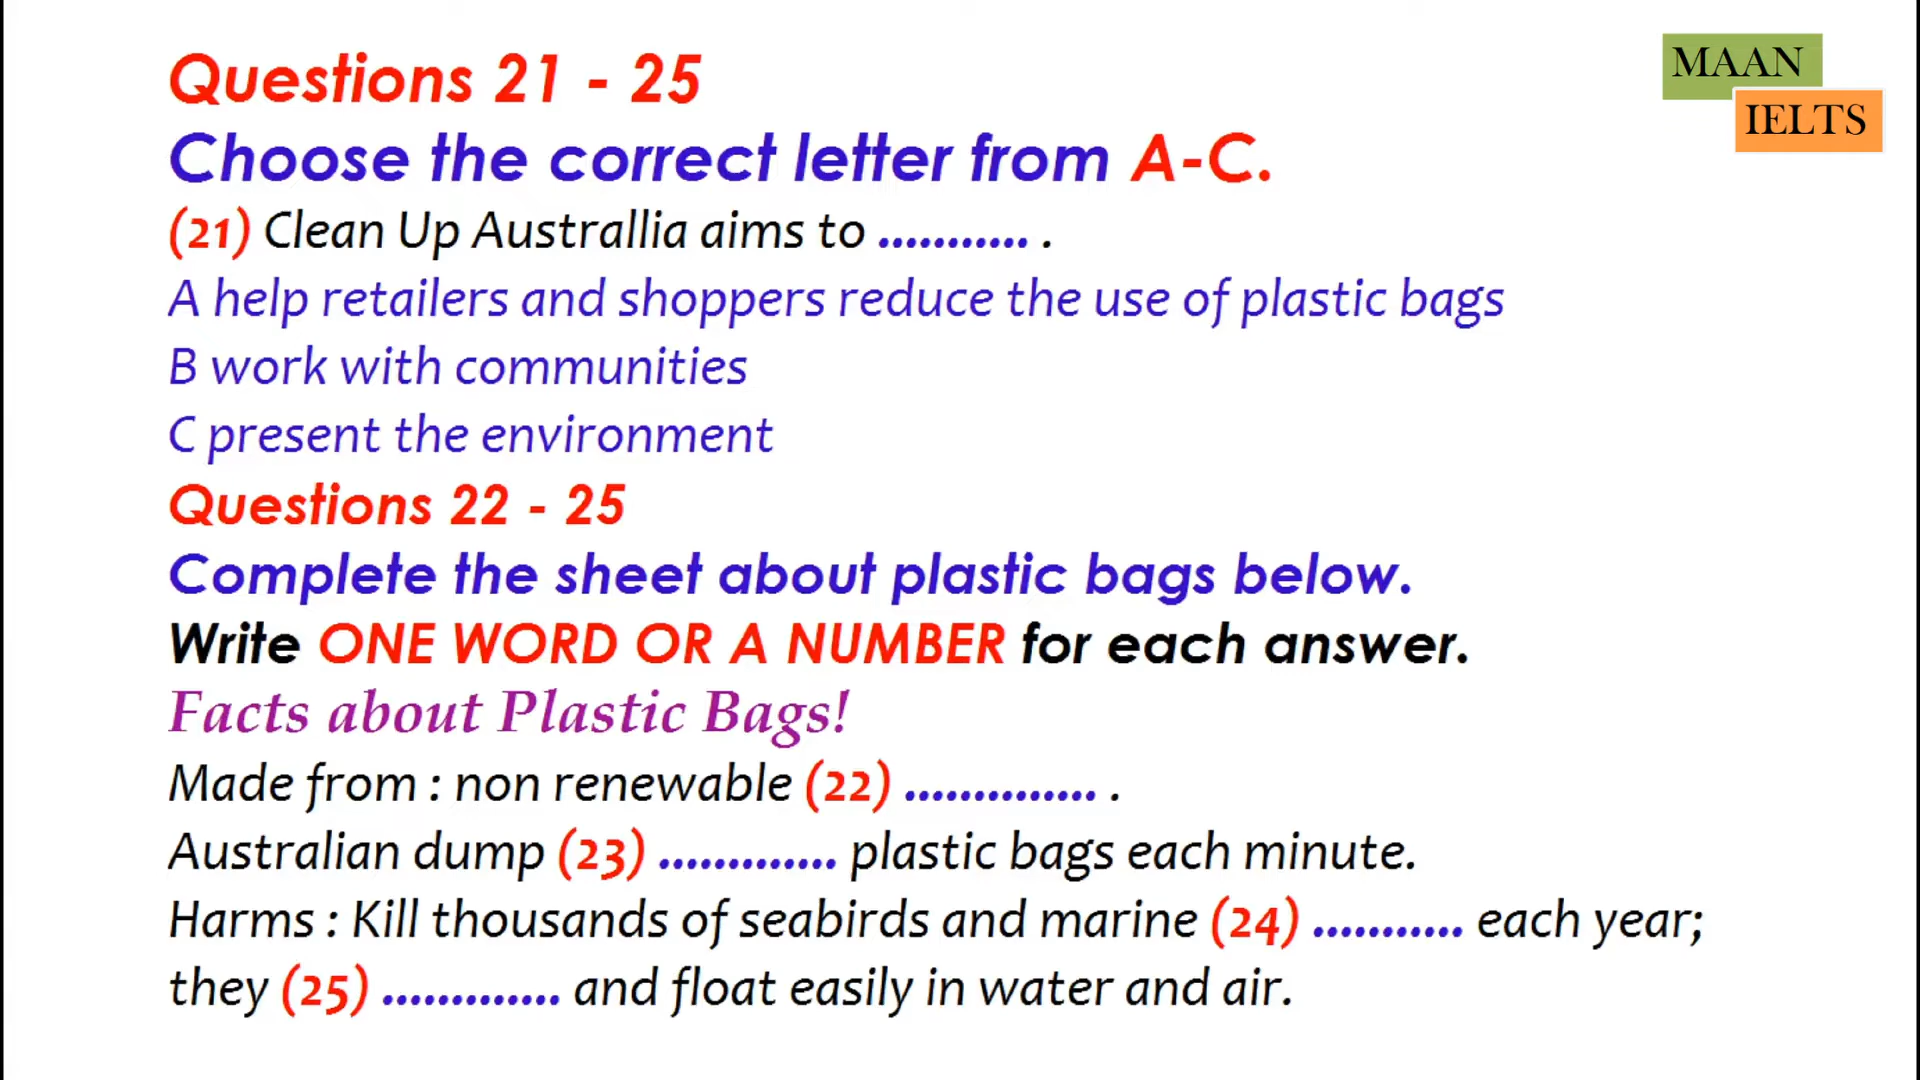 MAAN
IELTS
Questions 21 - 25
Choose the correct letter from A-C.
(21) Clean Up Australlia aims to ........... .
A help retailers and shoppers reduce the use of plastic bags
B work with communities
C present the environment
Questions 22 - 25
Complete the sheet about plastic bags below.
Write ONE WORD OR A NUMBER for each answer.
Facts about Plastic Bags!
Made from : non renewable (22) .............. .
Australian dump (23) ............. plastic bags each minute.
Harms : Kill thousands of seabirds and marine (24) ........... each year;
they (25) ............. and float easily in water and air.